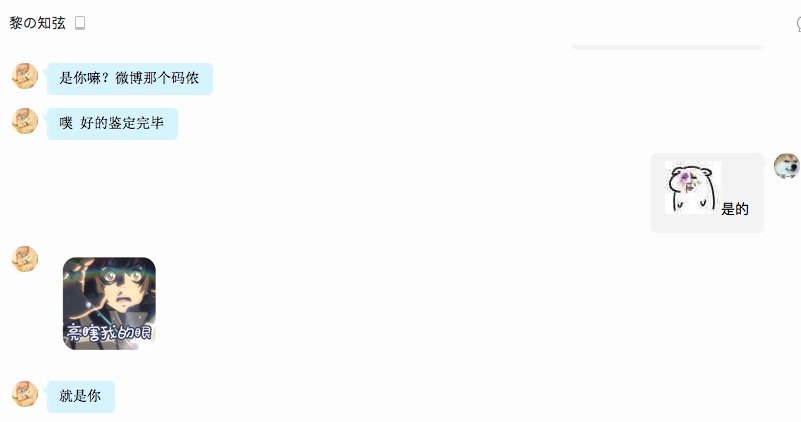 黎の知弦
是你嘛？微博那个码侬
噗 好的鉴定完毕
是的
亮瞎我的眼
就是你